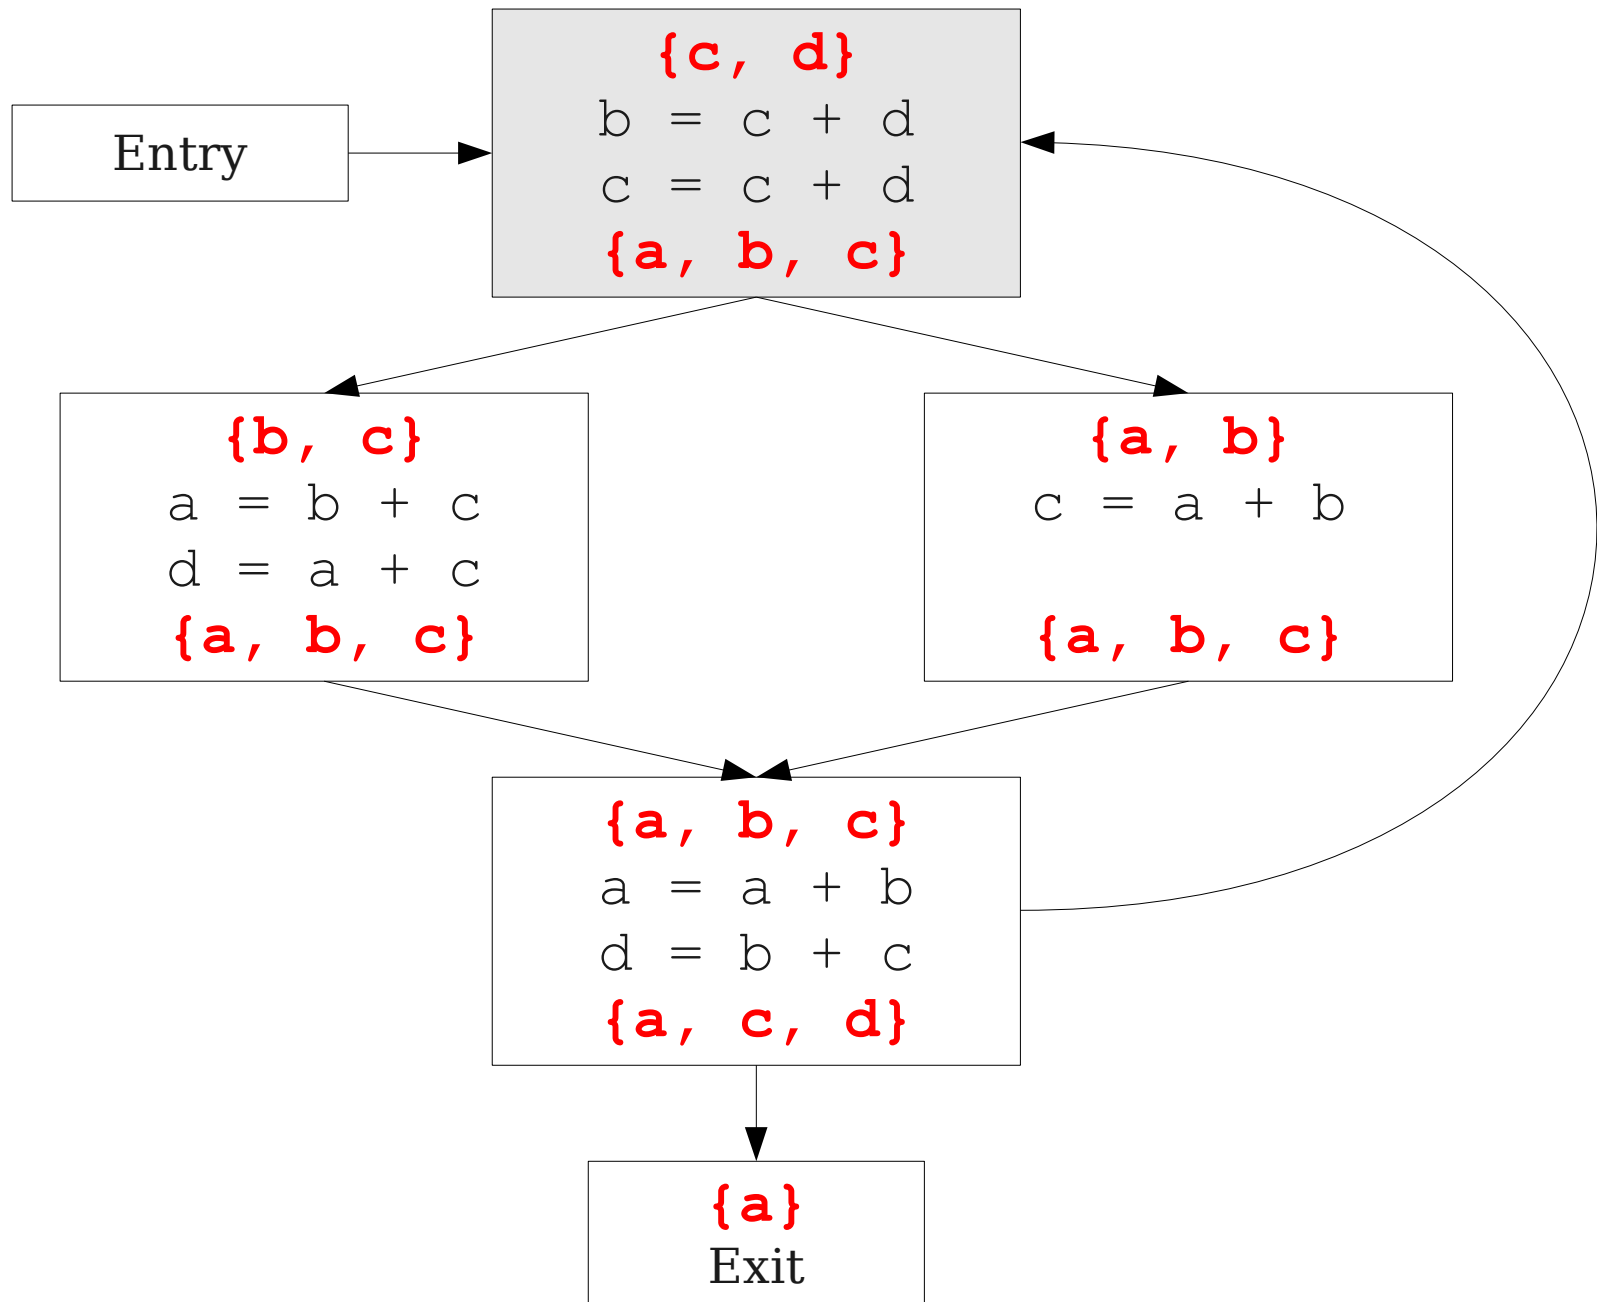 {c, d}
b = c + d
c = c + d
{a, b, c}
Entry
{b, c}
a = b + c
d = a + c
{a, b, c}
{a, b}
c = a + b
{a, b, c}
{a, b, c}
a = a + b
d = b + c
{a, c, d}
{a}
Exit